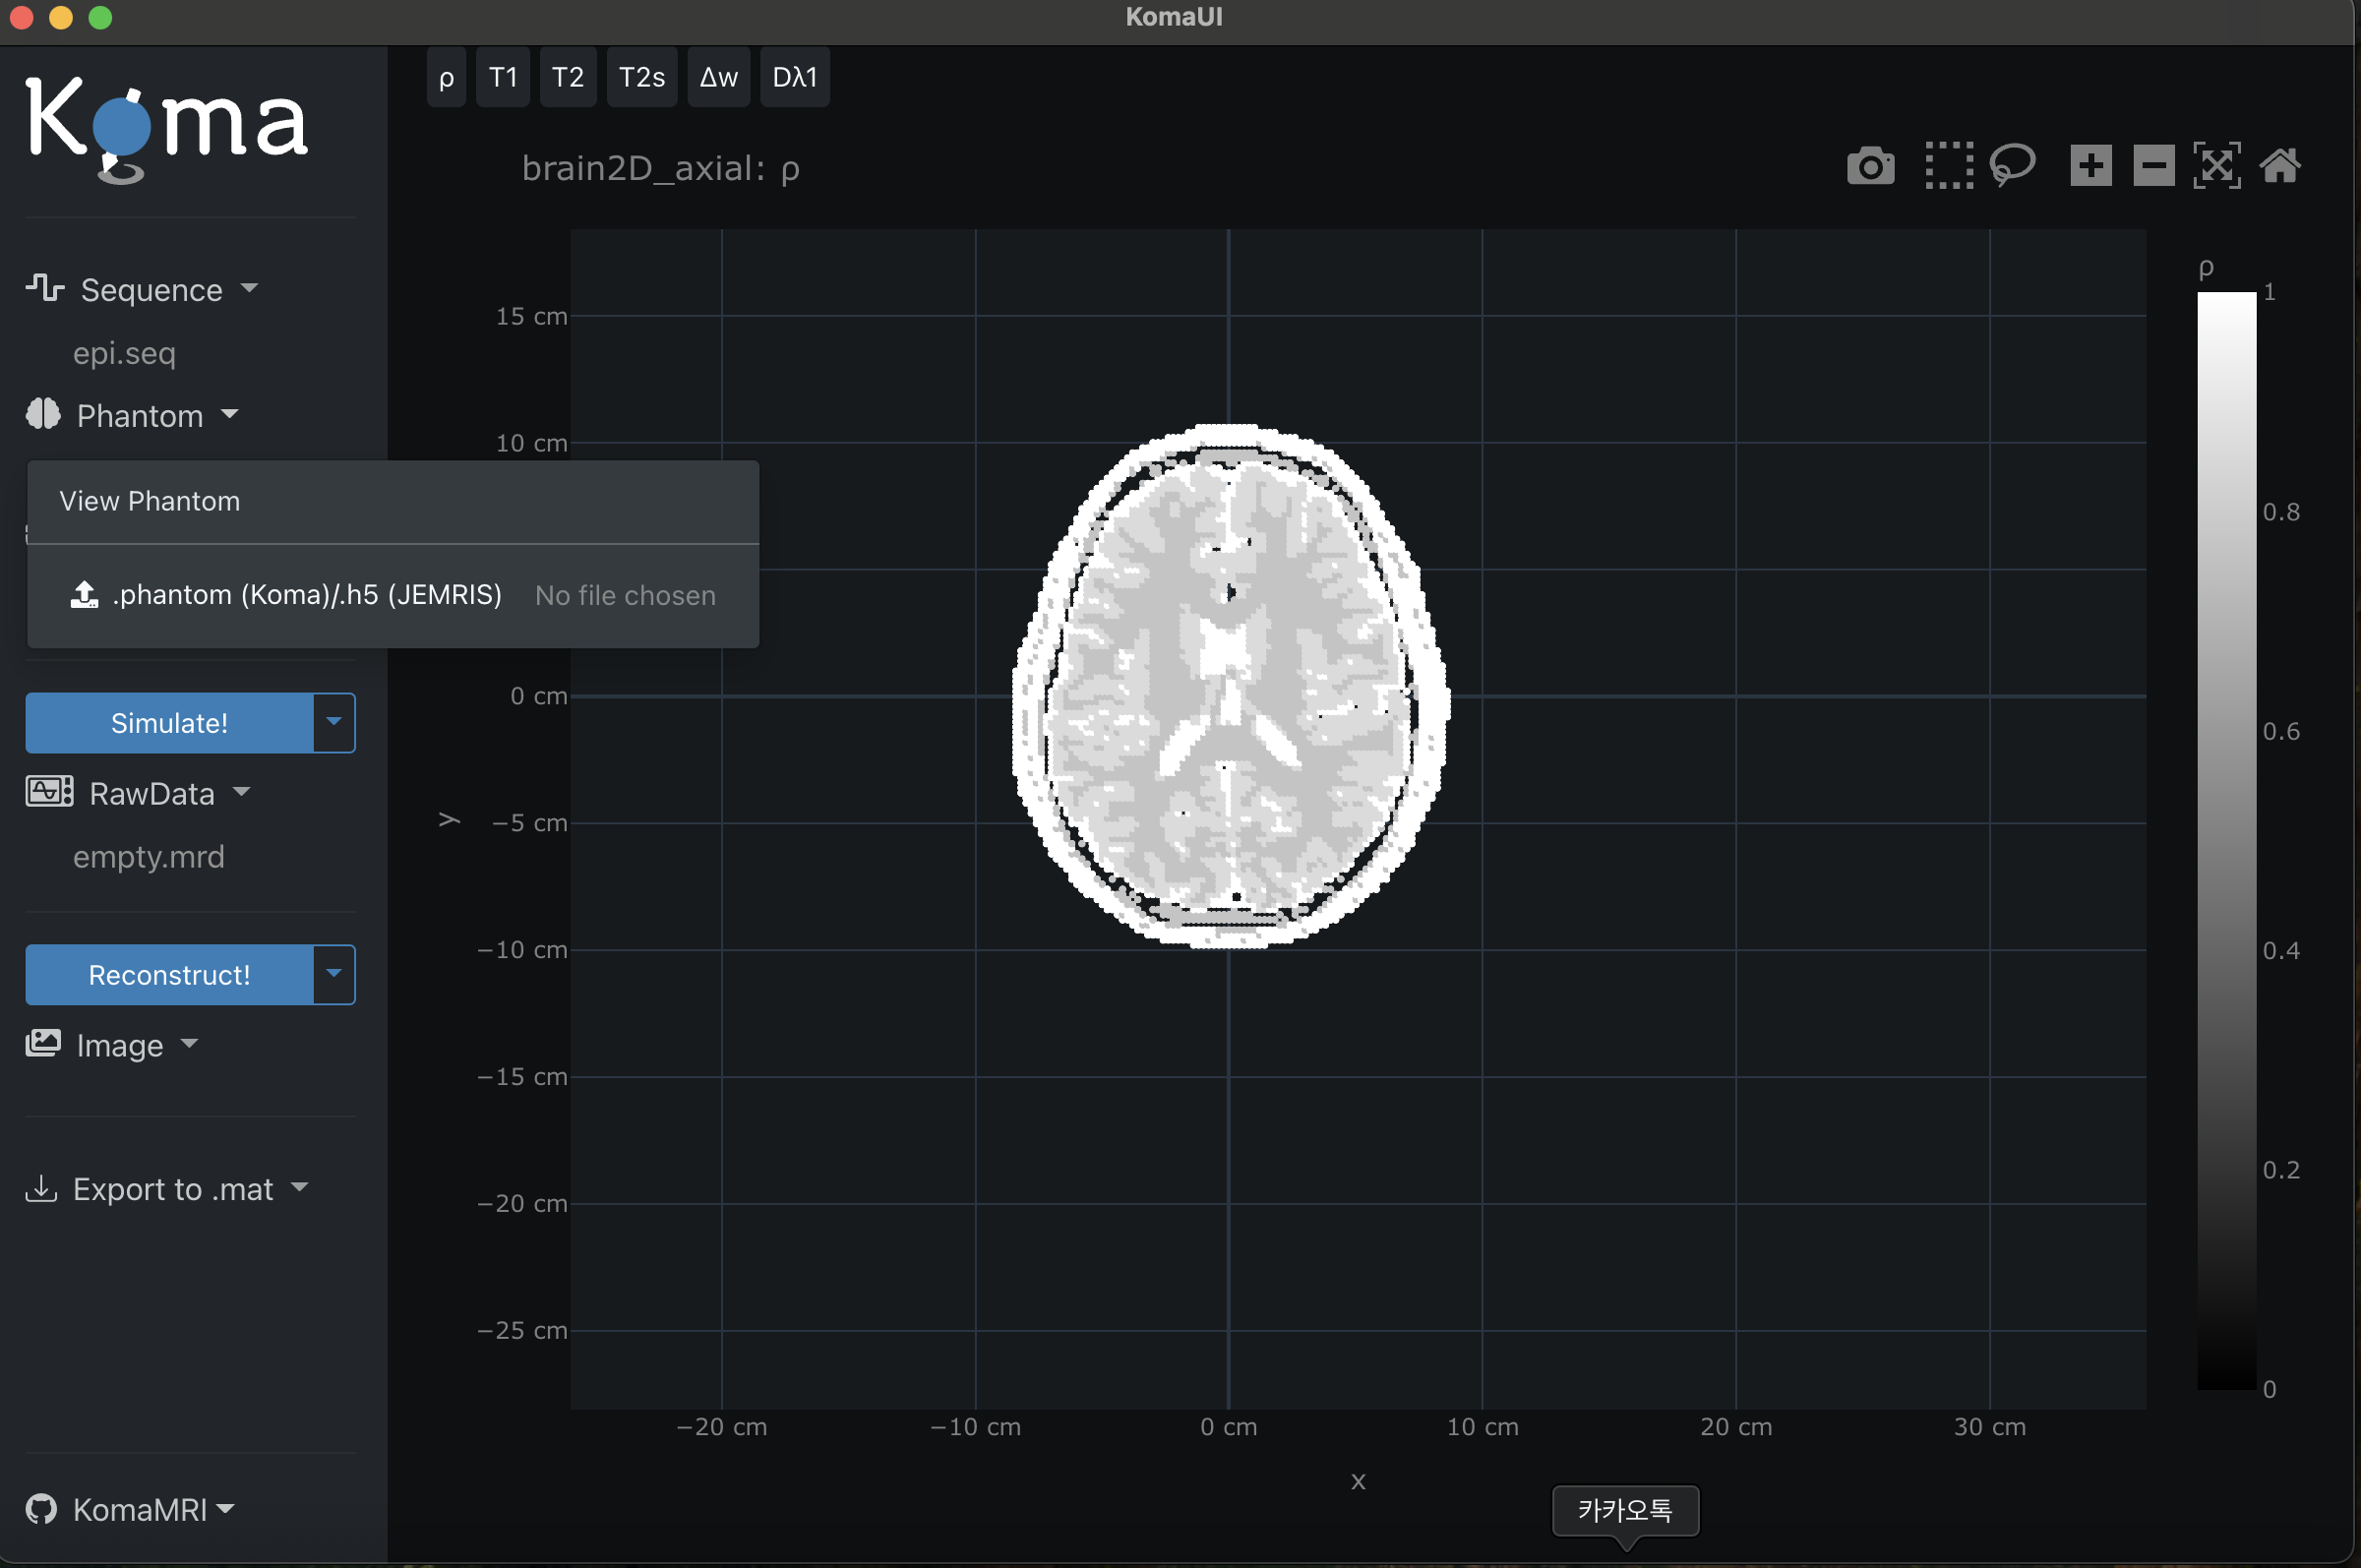 KomaUI
Koma
ρ T1 T2 T2s Δw Dλ1
brain2D_axial: ρ
Sequence
epi.seq
Phantom
View Phantom
.phantom (Koma)/.h5 (JEMRIS) No file chosen
Simulate!
RawData
empty.mrd
Reconstruct!
Image
Export to .mat
KomaMRI
15 cm
10 cm
0 cm
−5 cm
−10 cm
−15 cm
−20 cm
−25 cm
y
−20 cm −10 cm 0 cm 10 cm 20 cm 30 cm
x
ρ
1
0.8
0.6
0.4
0.2
0
카카오톡